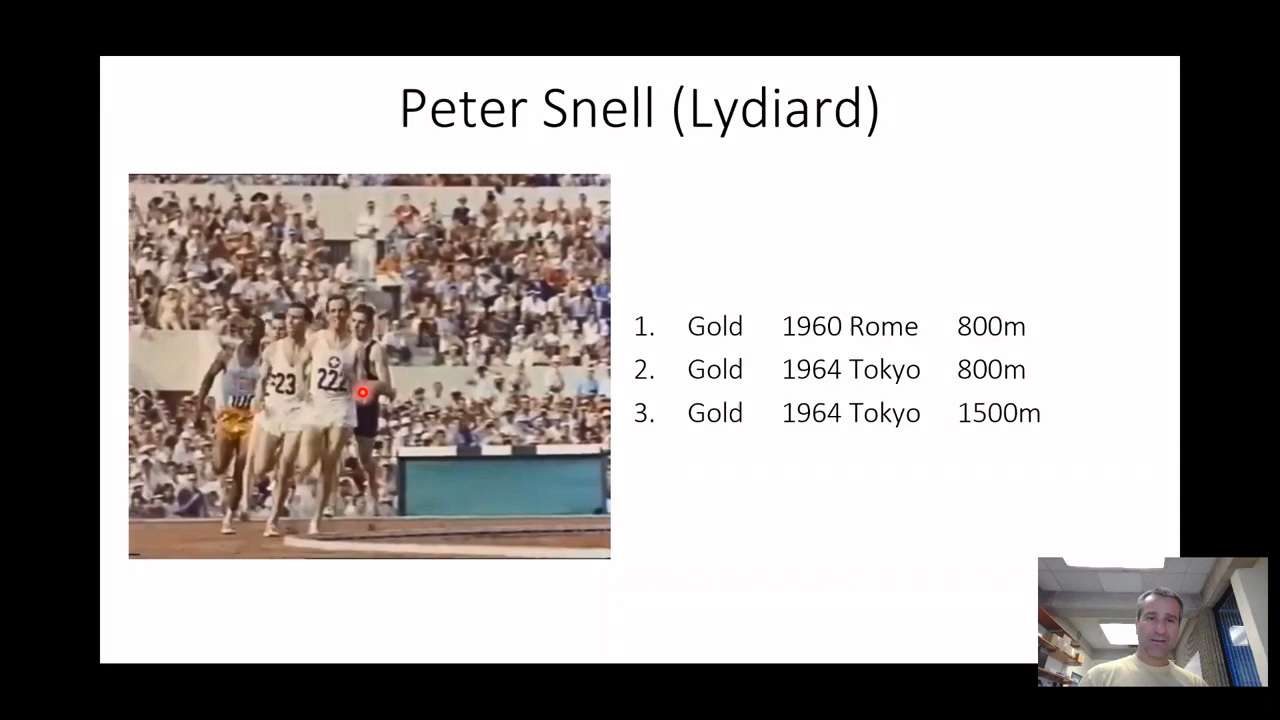 Peter Snell (Lydiard)
1. Gold 1960 Rome 800m
2. Gold 1964 Tokyo 800m
3. Gold 1964 Tokyo 1500m
23
222